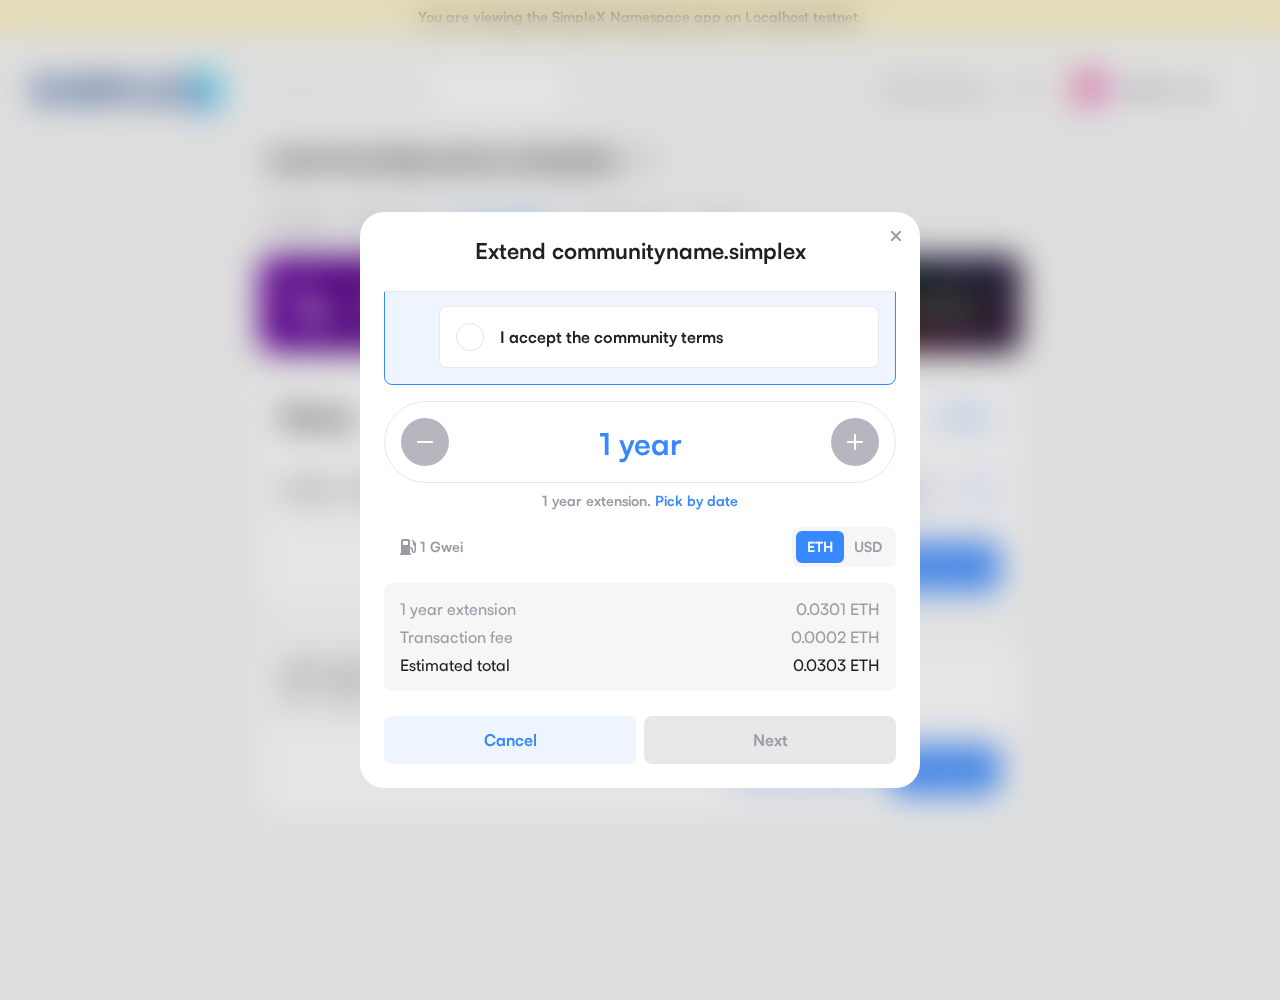 You are viewing the SimpleX Namespace app on Localhost testnet.
Extend communityname.simplex
I accept the community terms
1 year
1 year extension. Pick by date
1 Gwei
ETH USD
1 year extension 0.0301 ETH
Transaction fee 0.0002 ETH
Estimated total 0.0303 ETH
Cancel Next